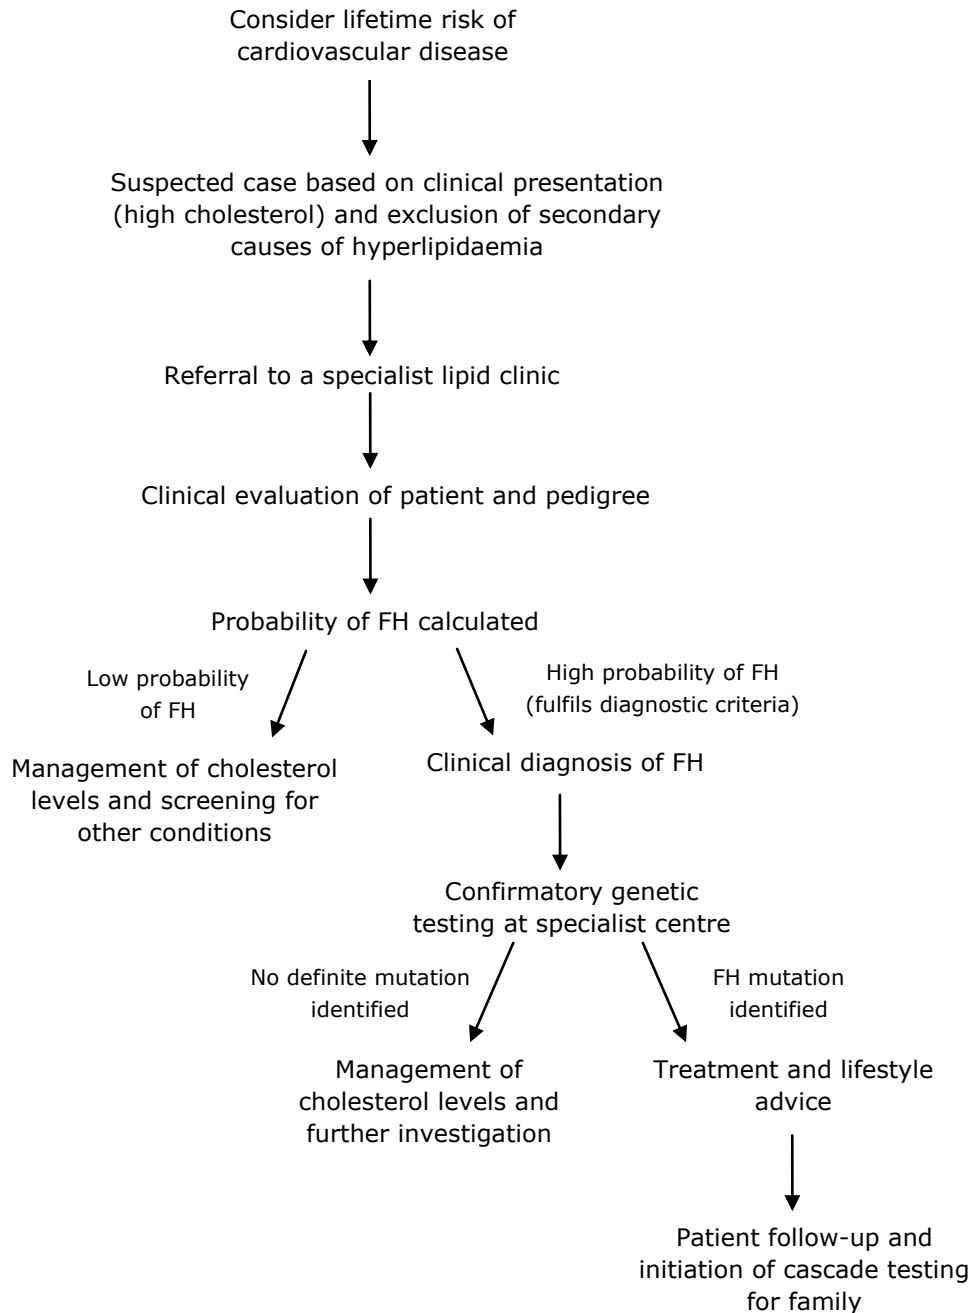 Consider lifetime risk of
cardiovascular disease
Suspected case based on clinical presentation
(high cholesterol) and exclusion of secondary
causes of hyperlipidaemia
Referral to a specialist lipid clinic
Clinical evaluation of patient and pedigree
Probability of FH calculated
Low probability
of FH
High probability of FH
(fulfils diagnostic criteria)
Management of cholesterol
levels and screening for
other conditions
Clinical diagnosis of FH
Confirmatory genetic
testing at specialist centre
No definite mutation
identified
FH mutation
identified
Management of
cholesterol levels and
further investigation
Treatment and lifestyle
advice
Patient follow-up and
initiation of cascade testing
for family